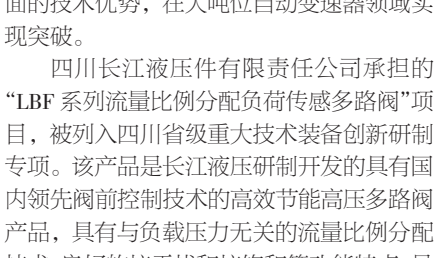 面的技术优势，在大吨位自动变速器领域实
现突破。
四川长江液压件有限责任公司承担的
“LBF 系列流量比例分配负荷传感多路阀”项
目，被列入四川省级重大技术装备创新研制
专项。该产品是长江液压研制开发的具有国
内领先阀前控制技术的高效节能高压多路阀
产品，具有与负载压力无关的流量比例分配